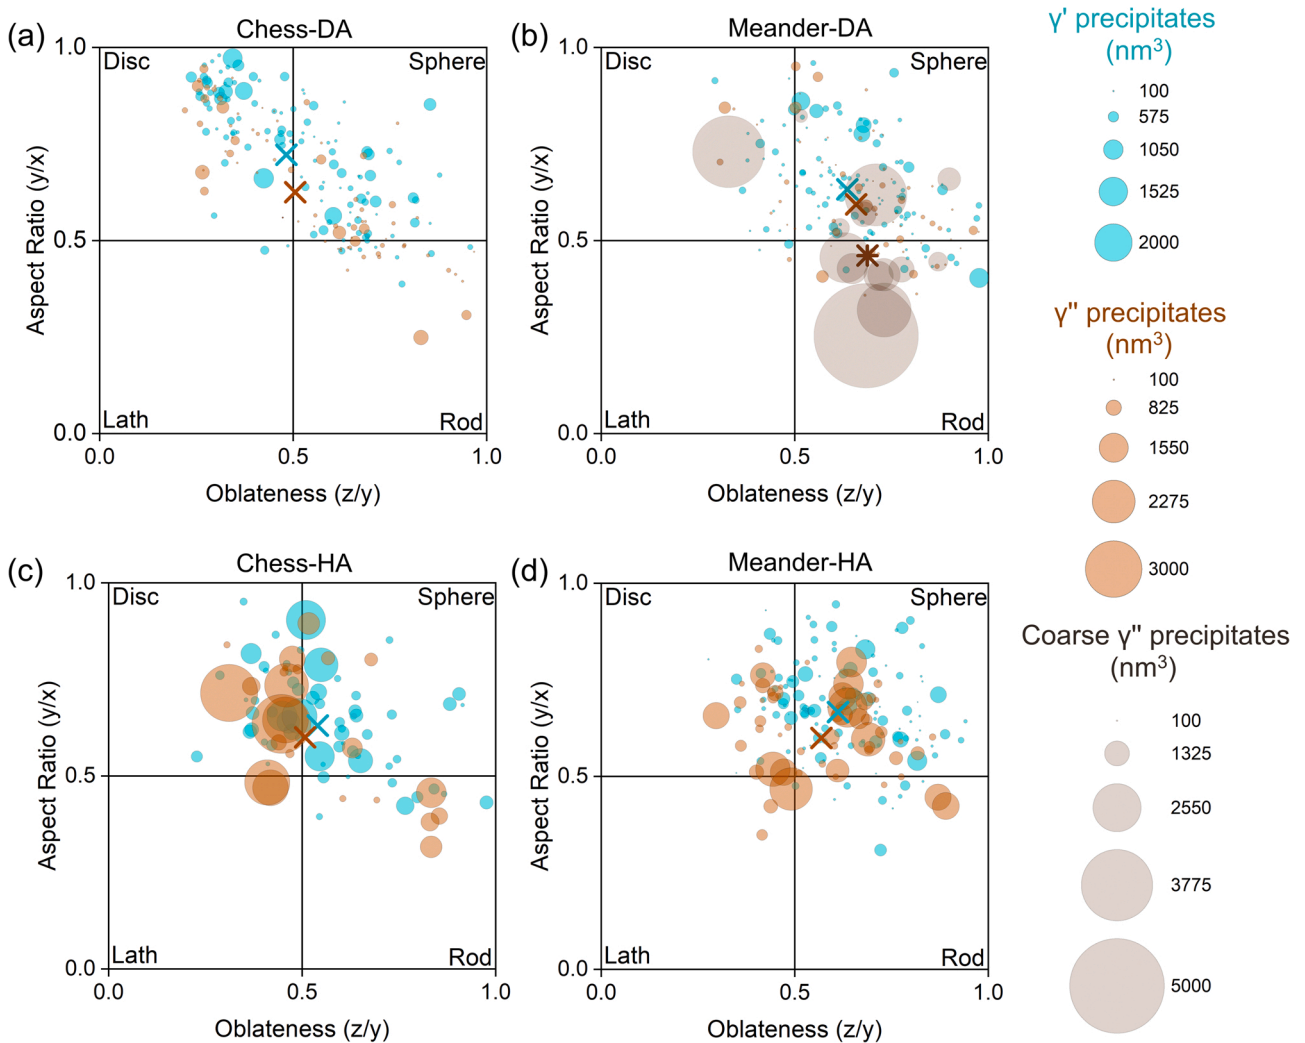 (a)
Chess-DA
1.0
Disc
Sphere
Aspect Ratio (y/x)
0.5
Lath
Rod
0.0
0.0
0.5
1.0
Oblateness (z/y)
(b)
Meander-DA
1.0
Disc
Sphere
Aspect Ratio (y/x)
0.5
Lath
Rod
0.0
0.0
0.5
1.0
Oblateness (z/y)
(c)
Chess-HA
1.0
Disc
Sphere
Aspect Ratio (y/x)
0.5
Lath
Rod
0.0
0.0
0.5
1.0
Oblateness (z/y)
(d)
Meander-HA
1.0
Disc
Sphere
Aspect Ratio (y/x)
0.5
Lath
Rod
0.0
0.0
0.5
1.0
Oblateness (z/y)
γ' precipitates
(nm³)
100
575
1050
1525
2000
γ'' precipitates
(nm³)
100
825
1550
2275
3000
Coarse γ'' precipitates
(nm³)
100
1325
2550
3775
5000